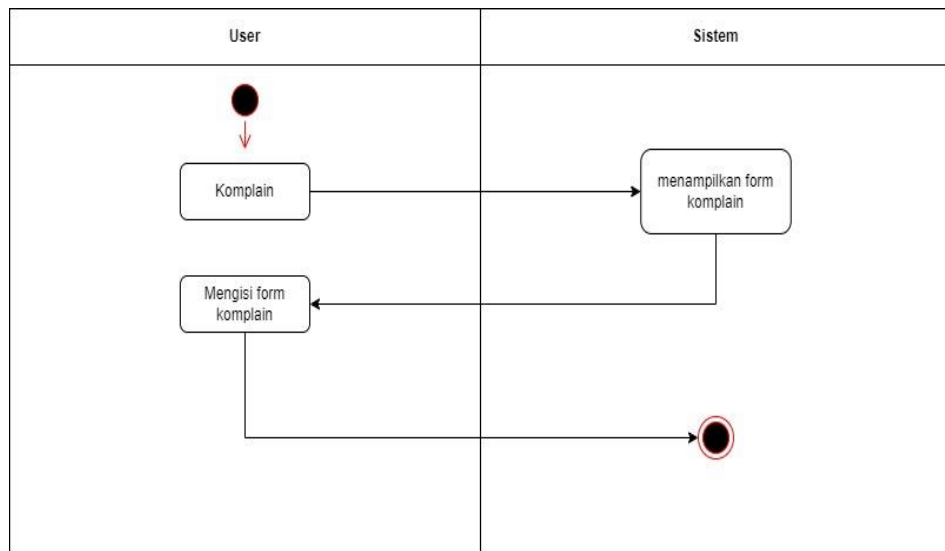 User
Sistem
Komplain
menampilkan form
komplain
Mengisi form
komplain